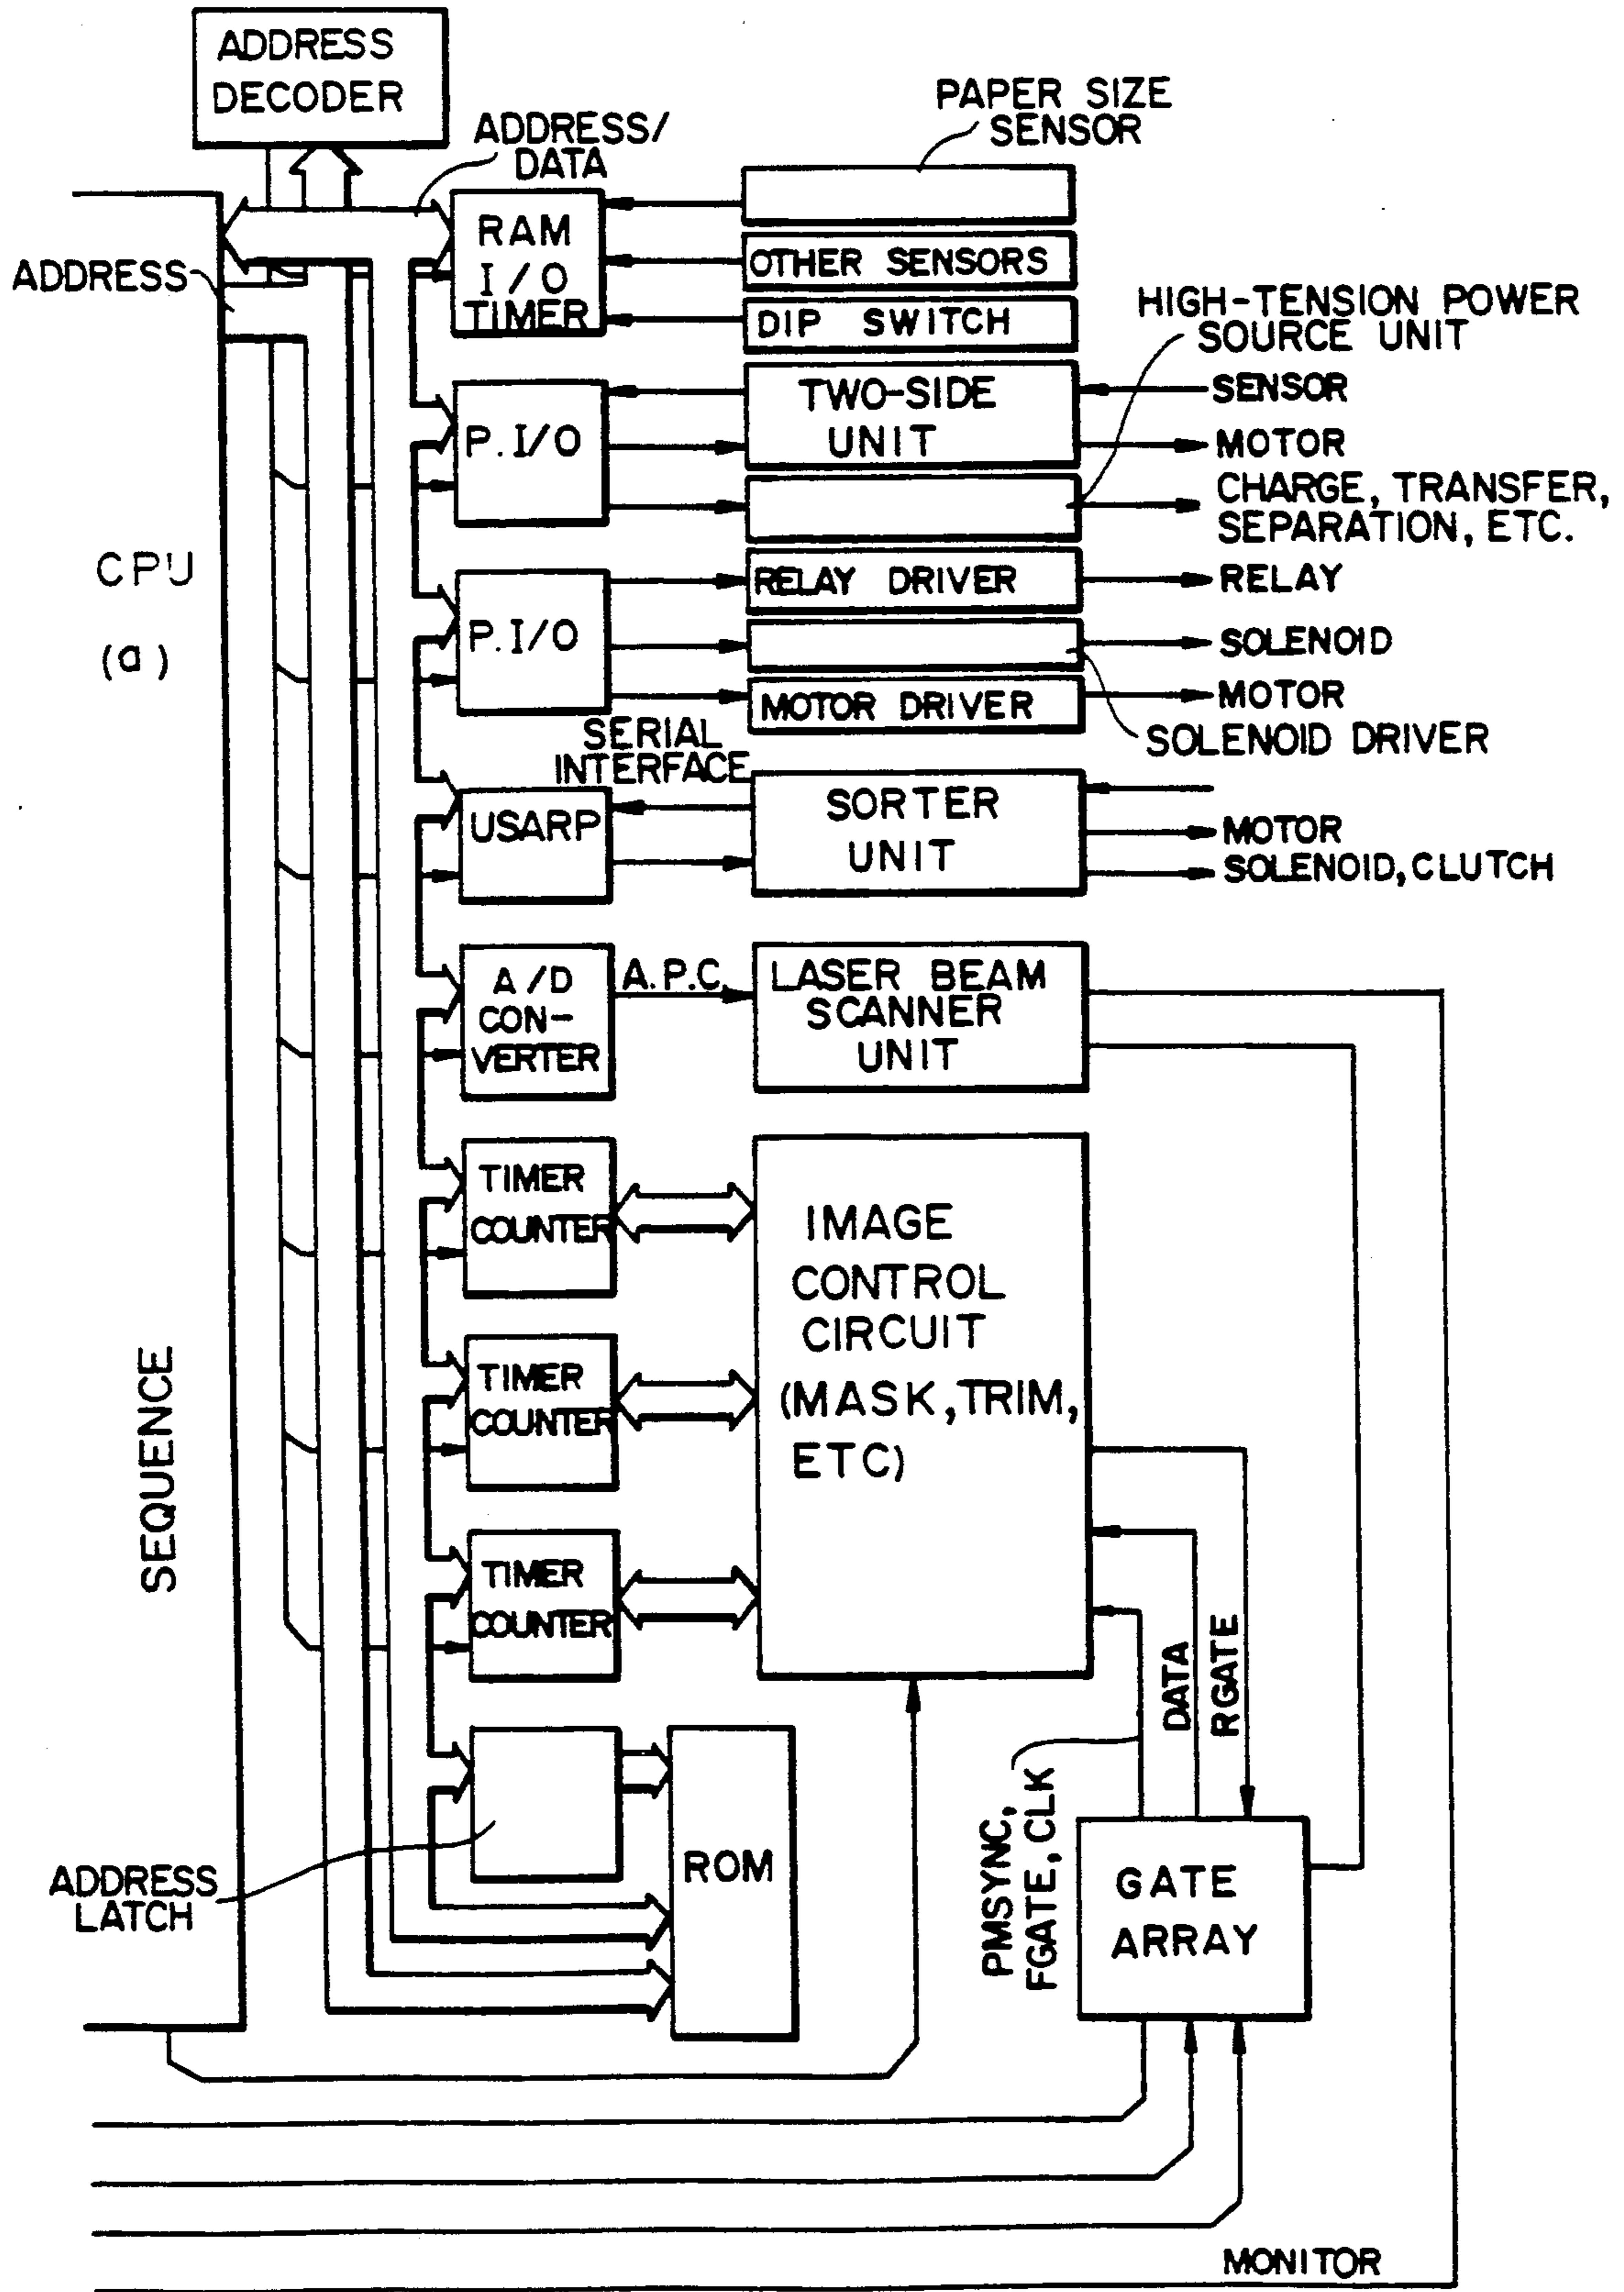 ADDRESS
DECODER
ADDRESS/
DATA
PAPER SIZE
SENSOR
ADDRESS
RAM
I/O
TIMER
OTHER SENSORS
DIP SWITCH
HIGH-TENSION POWER
SOURCE UNIT
P.I/O
TWO-SIDE
UNIT
SENSOR
MOTOR
CHARGE, TRANSFER,
SEPARATION, ETC.
CPU
(a)
SEQUENCE
P.I/O
RELAY DRIVER
RELAY
SOLENOID
MOTOR DRIVER
MOTOR
SOLENOID DRIVER
SERIAL
INTERFACE
USARP
SORTER
UNIT
MOTOR
SOLENOID, CLUTCH
A/D
CON-
VERTER
A.P.C.
LASER BEAM
SCANNER
UNIT
TIMER
COUNTER
TIMER
COUNTER
TIMER
COUNTER
IMAGE
CONTROL
CIRCUIT
(MASK, TRIM,
ETC)
DATA
RGATE
PMSYNC,
FGATE, CLK
ADDRESS
LATCH
ROM
GATE
ARRAY
MONITOR